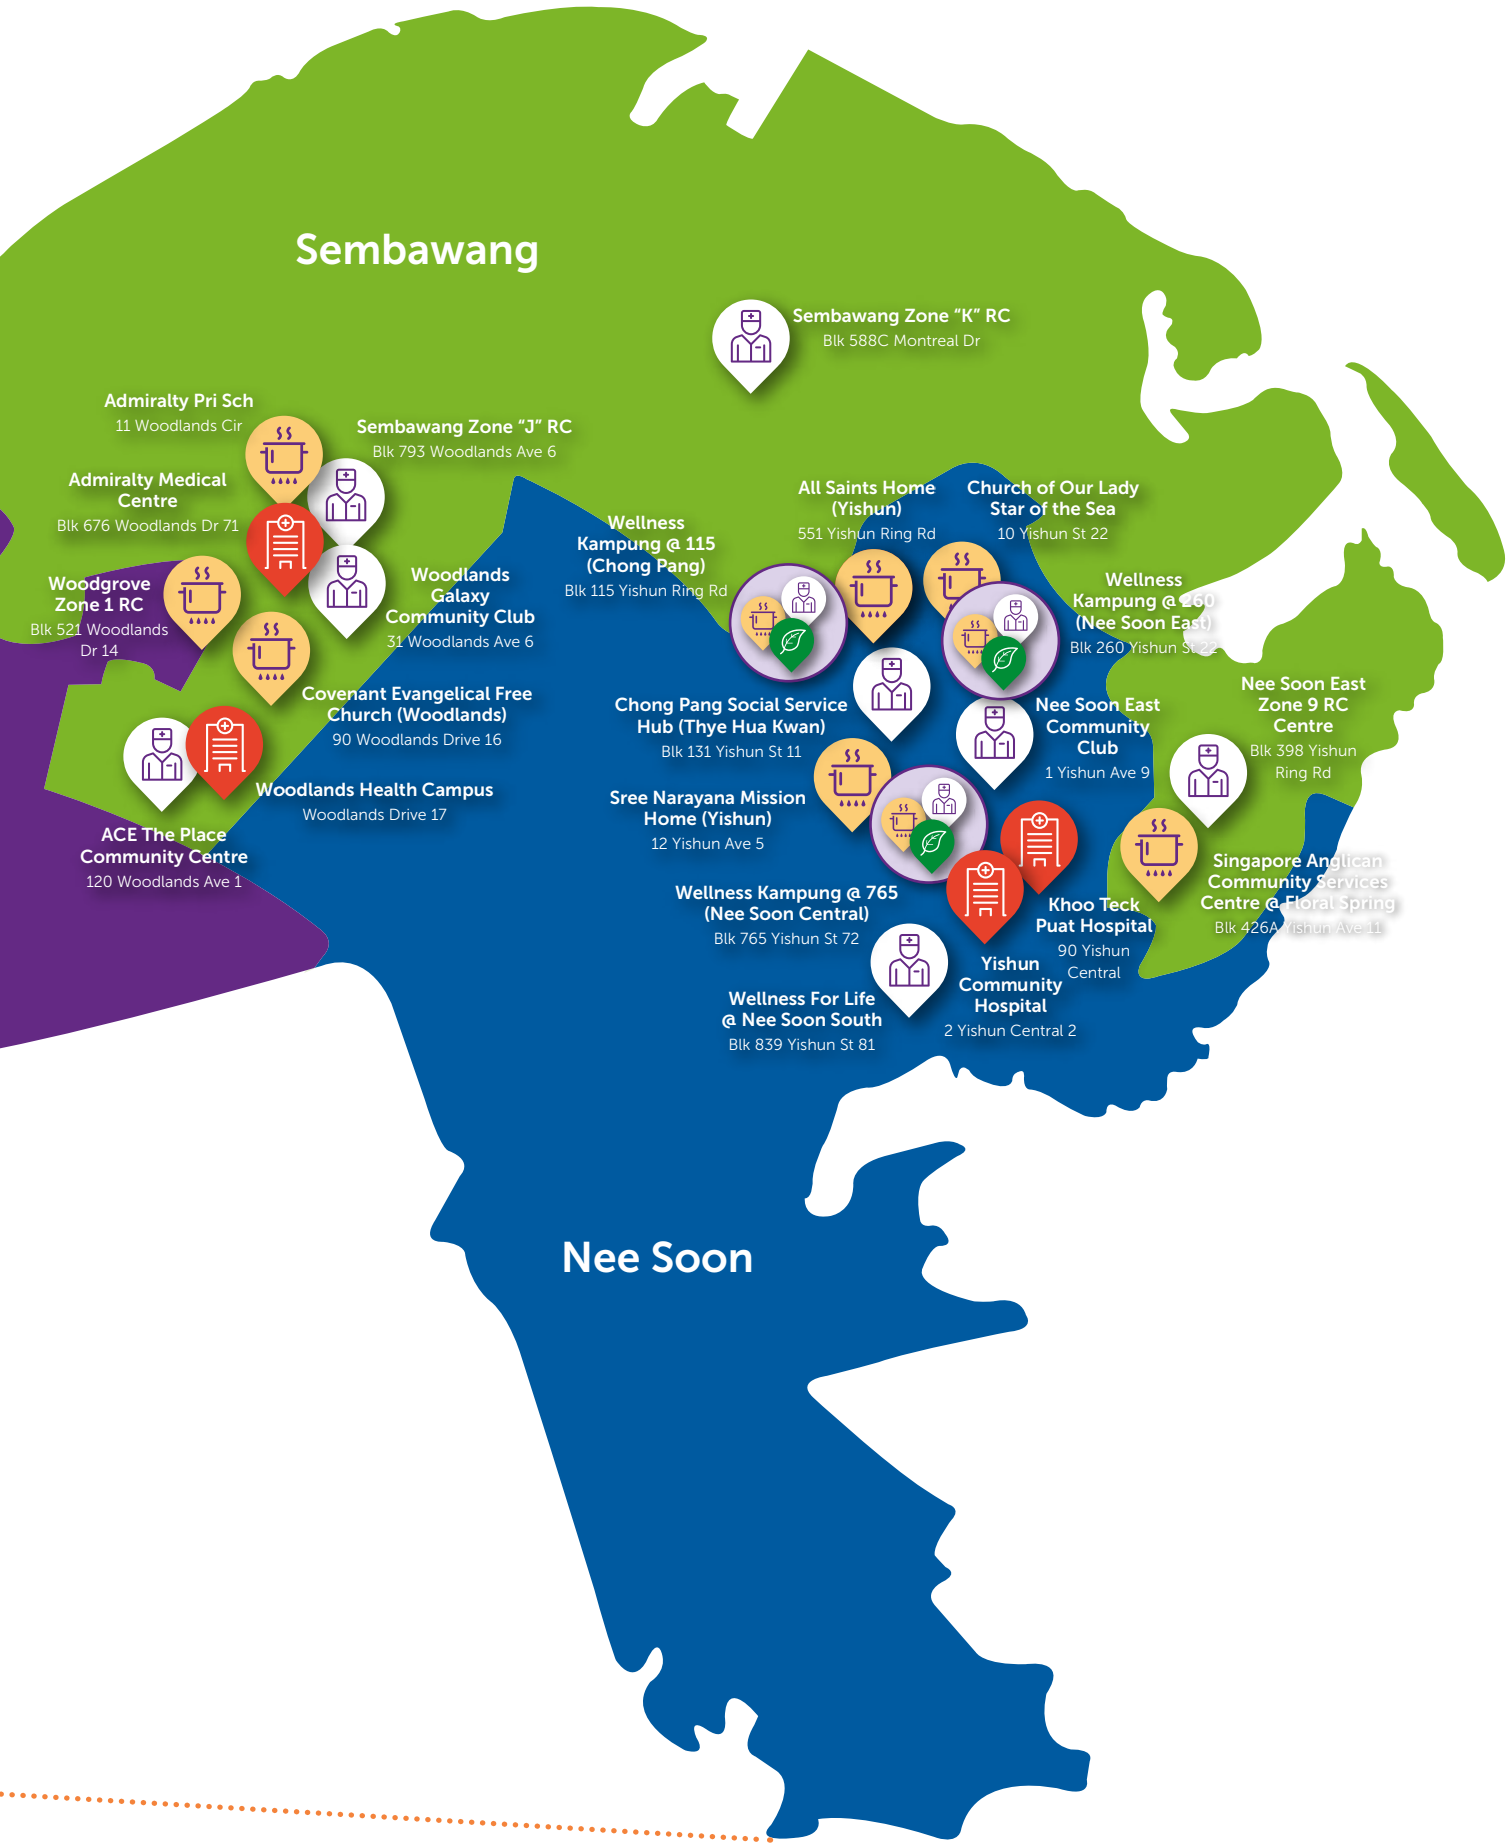 Sembawang
Sembawang Zone “K” RC
Blk 588C Montreal Dr
Admiralty Pri Sch
11 Woodlands Cir
Sembawang Zone “J” RC
Blk 793 Woodlands Ave 6
Admiralty Medical
Centre
Blk 676 Woodlands Dr 71
Woodgrove
Zone 1 RC
Blk 521 Woodlands
Dr 14
Woodlands
Galaxy
Community Club
31 Woodlands Ave 6
Covenant Evangelical Free
Church (Woodlands)
90 Woodlands Drive 16
Woodlands Health Campus
Woodlands Drive 17
ACE The Place
Community Centre
120 Woodlands Ave 1
Wellness
Kampung @ 115
(Chong Pang)
Blk 115 Yishun Ring Rd
All Saints Home
(Yishun)
551 Yishun Ring Rd
Church of Our Lady
Star of the Sea
10 Yishun St 22
Wellness
Kampung @ 260
(Nee Soon East)
Blk 260 Yishun St 22
Chong Pang Social Service
Hub (Thye Hua Kwan)
Blk 131 Yishun St 11
Nee Soon East
Community
Club
1 Yishun Ave 9
Nee Soon East
Zone 9 RC
Centre
Blk 398 Yishun
Ring Rd
Sree Narayana Mission
Home (Yishun)
12 Yishun Ave 5
Singapore Anglican
Community Services
Centre @ Floral Spring
Blk 426A Yishun Ave 11
Wellness Kampung @ 765
(Nee Soon Central)
Blk 765 Yishun St 72
Khoo Teck
Puat Hospital
90 Yishun
Central
Yishun
Community
Hospital
2 Yishun Central 2
Wellness For Life
@ Nee Soon South
Blk 839 Yishun St 81
Nee Soon